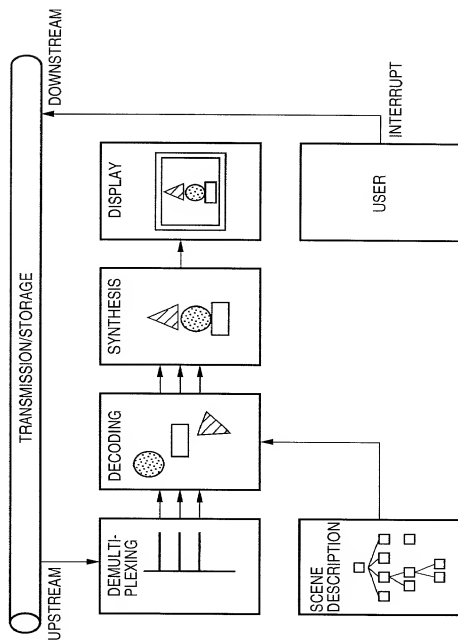 TRANSMISSION/STORAGE
UPSTREAM
DOWNSTREAM
DEMULTI-
PLEXING
DECODING
SYNTHESIS
DISPLAY
SCENE
DESCRIPTION
USER
INTERRUPT